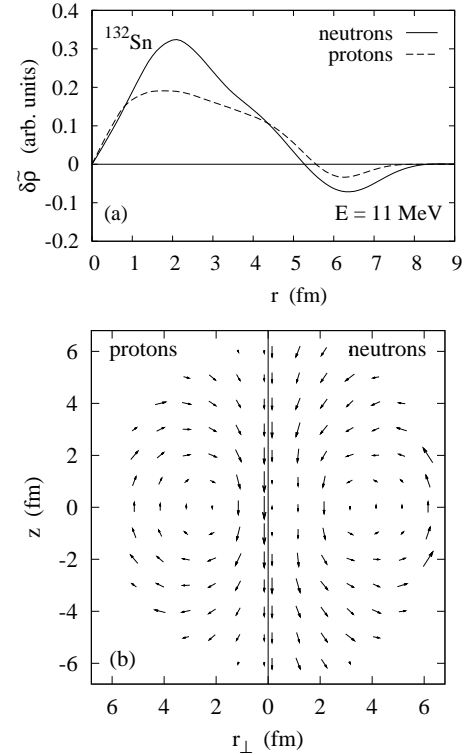 0.4
0.3
0.2
0.1
0
-0.1
-0.2
δρ̃ (arb. units)
¹³²Sn
neutrons
protons
(a)
E = 11 MeV
0 1 2 3 4 5 6 7 8 9
r (fm)
protons
neutrons
6
4
2
0
-2
-4
-6
z (fm)
(b)
6 4 2 0 2 4 6
r⊥ (fm)